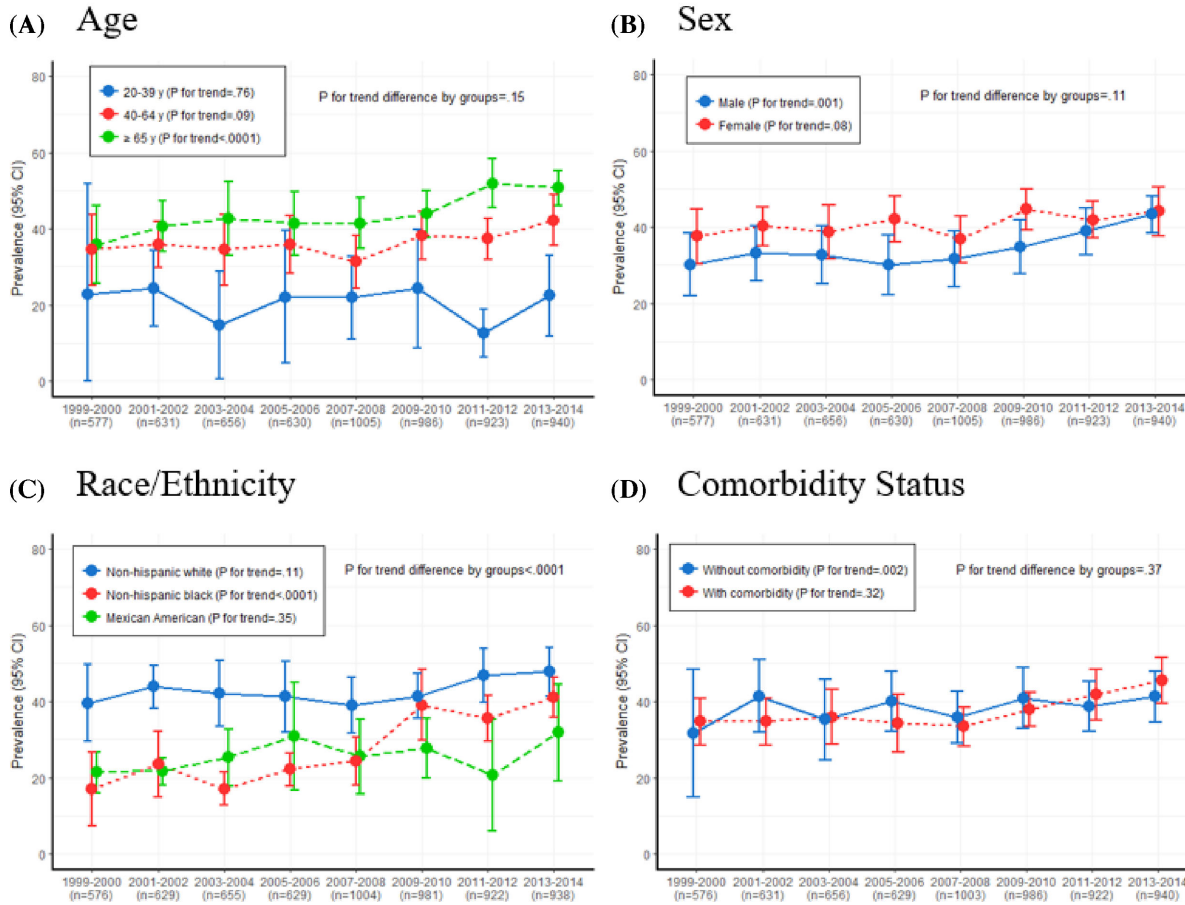 (A) Age
80
60
40
20
0
Prevalence (95% CI)
20-39 y (P for trend=.76)
40-64 y (P for trend=.09)
≥ 65 y (P for trend<.0001)
P for trend difference by groups=.15
1999-2000 2001-2002 2003-2004 2005-2006 2007-2008 2009-2010 2011-2012 2013-2014
(n=577) (n=631) (n=656) (n=630) (n=1005) (n=986) (n=923) (n=940)
(B) Sex
80
60
40
20
0
Prevalence (95% CI)
Male (P for trend=.001)
Female (P for trend=.08)
P for trend difference by groups=.11
1999-2000 2001-2002 2003-2004 2005-2006 2007-2008 2009-2010 2011-2012 2013-2014
(n=577) (n=631) (n=656) (n=630) (n=1005) (n=986) (n=923) (n=940)
(C) Race/Ethnicity
80
60
40
20
0
Prevalence (95% CI)
Non-hispanic white (P for trend=.11)
Non-hispanic black (P for trend<.0001)
Mexican American (P for trend=.35)
P for trend difference by groups<.0001
1999-2000 2001-2002 2003-2004 2005-2006 2007-2008 2009-2010 2011-2012 2013-2014
(n=576) (n=629) (n=655) (n=629) (n=1004) (n=981) (n=922) (n=938)
(D) Comorbidity Status
80
60
40
20
0
Prevalence (95% CI)
Without comorbidity (P for trend=.002)
With comorbidity (P for trend=.32)
P for trend difference by groups=.37
1999-2000 2001-2002 2003-2004 2005-2006 2007-2008 2009-2010 2011-2012 2013-2014
(n=576) (n=631) (n=656) (n=629) (n=1003) (n=986) (n=922) (n=940)